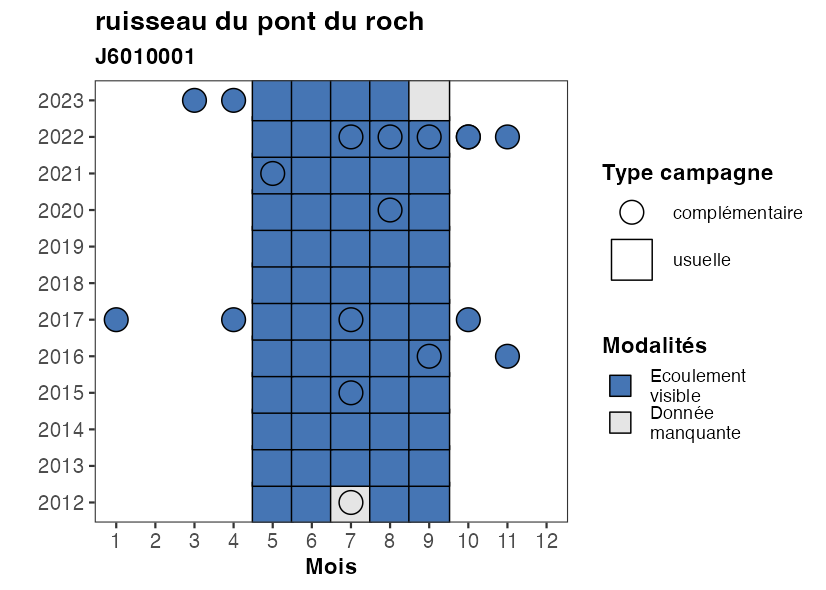 ruisseau du pont du roch
J6010001
2023
2022
2021
2020
2019
2018
2017
2016
2015
2014
2013
2012
1 2 3 4 5 6 7 8 9 10 11 12
Mois
Type campagne
complémentaire
usuelle
Modalités
Ecoulement
visible
Donnée
manquante